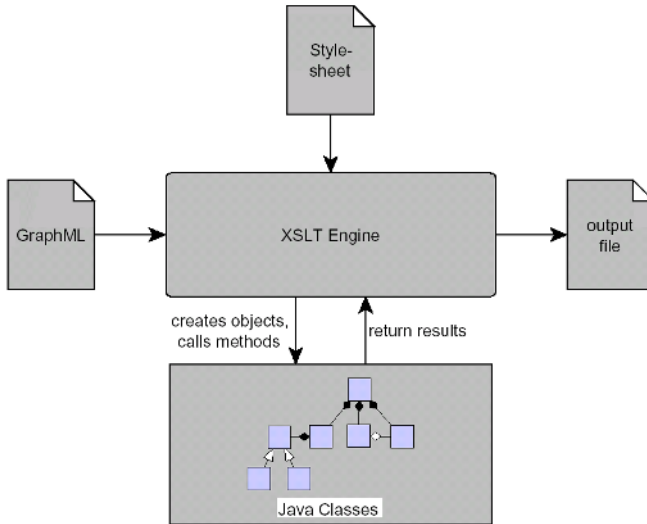 Style-
sheet
GraphML
XSLT Engine
output
file
creates objects,
calls methods
return results
Java Classes